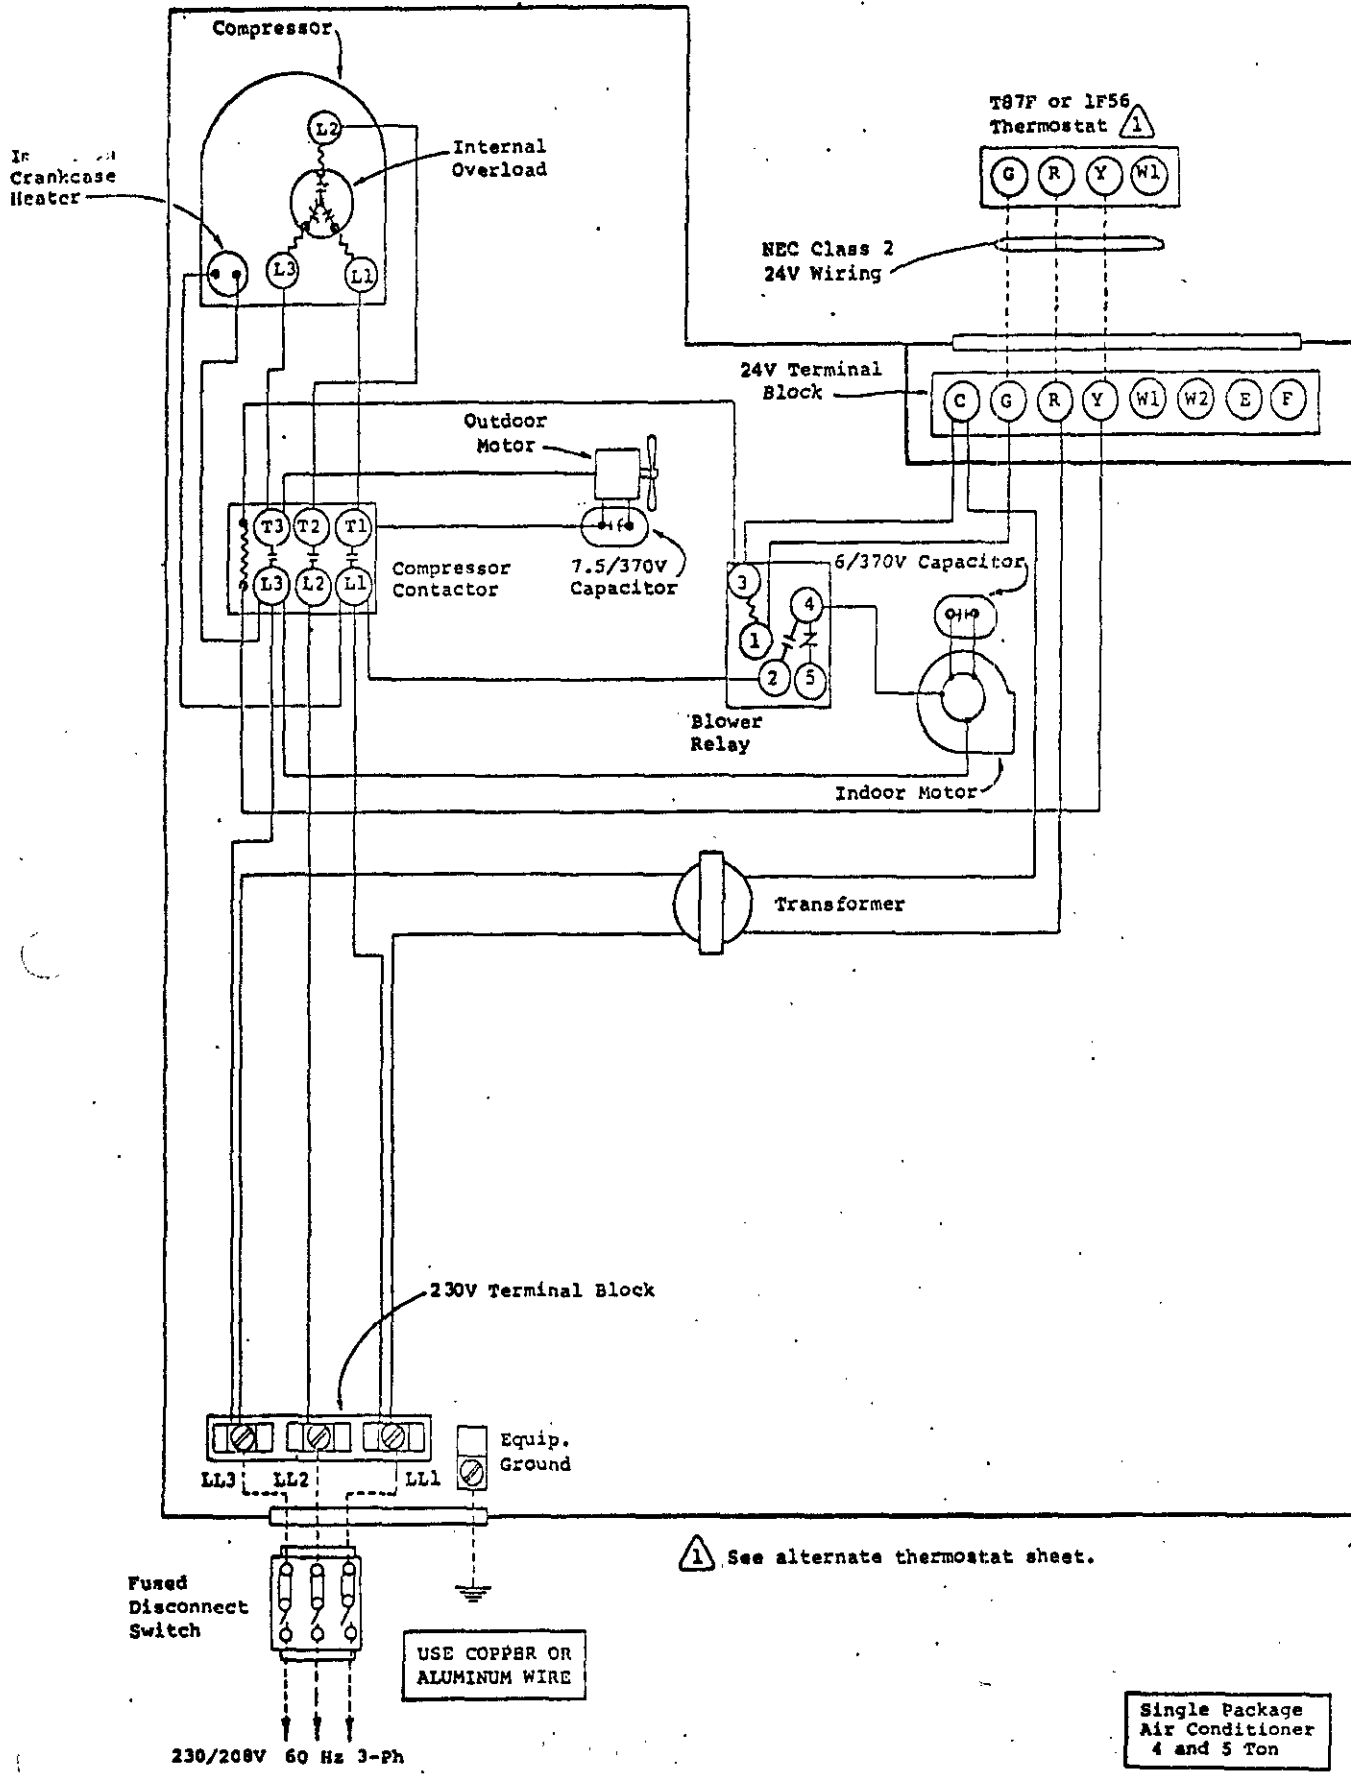 Compressor
T87F or 1F56
Thermostat 1
L2
Internal
Overload
Crankcase
Heater
G R Y W1
L3
L1
NEC Class 2
24V Wiring
24V Terminal
Block
C G R Y W1 W2 E F
Outdoor
Motor
T3 T2 T1
L3 L2 L1
Compressor
Contactor
7.5/370V
Capacitor
6/370V Capacitor
3
4
1
2
5
Blower
Relay
Indoor Motor
Transformer
230V Terminal Block
Equip.
Ground
LL3 LL2 LL1
1 See alternate thermostat sheet.
Fused
Disconnect
Switch
USE COPPER OR
ALUMINUM WIRE
230/208V 60 Hz 3-Ph
Single Package
Air Conditioner
4 and 5 Ton